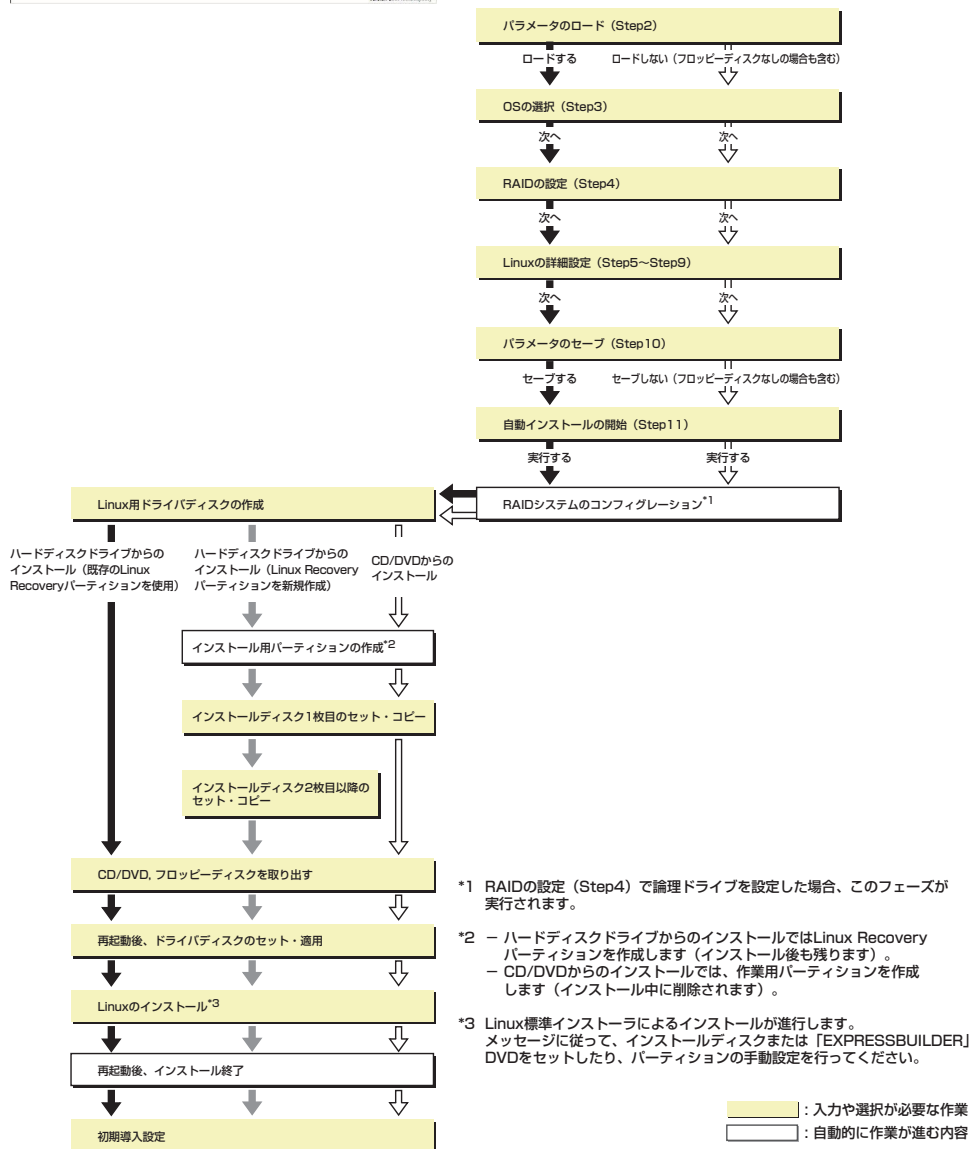 パラメータのロード（Step2）
ロードする
ロードしない（フロッピーディスクなしの場合も含む）
OSの選択（Step3）
次へ
次へ
RAIDの設定（Step4）
次へ
次へ
Linuxの詳細設定（Step5～Step9）
次へ
次へ
パラメータのセーブ（Step10）
セーブする
セーブしない（フロッピーディスクなしの場合も含む）
自動インストールの開始（Step11）
実行する
実行する
RAIDシステムのコンフィグレーション*1
Linux用ドライバディスクの作成
ハードディスクドライブからの
インストール（既存のLinux
Recoveryパーティションを使用）
ハードディスクドライブからの
インストール（Linux Recovery
パーティションを新規作成）
CD/DVDからの
インストール
インストール用パーティションの作成*2
インストールディスク1枚目のセット・コピー
インストールディスク2枚目以降の
セット・コピー
CD/DVD, フロッピーディスクを取り出す
再起動後、ドライバディスクのセット・適用
Linuxのインストール*3
再起動後、インストール終了
初期導入設定
*1 RAIDの設定（Step4）で論理ドライブを設定した場合、このフェーズが
実行されます。
*2 － ハードディスクドライブからのインストールではLinux Recovery
パーティションを作成します（インストール後も残ります）。
－ CD/DVDからのインストールでは、作業用パーティションを作成
します（インストール中に削除されます）。
*3 Linux標準インストーラによるインストールが進行します。
メッセージに従って、インストールディスクまたは「EXPRESSBUILDER」
DVDをセットしたり、パーティションの手動設定を行ってください。
：入力や選択が必要な作業
：自動的に作業が進む内容